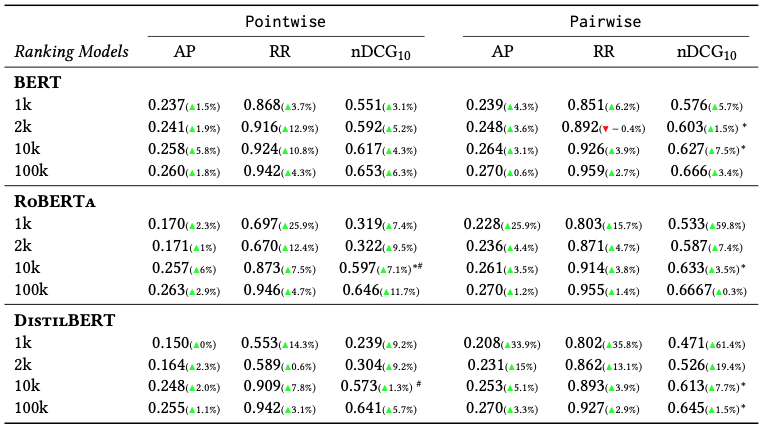 Pointwise Pairwise
Ranking Models AP RR nDCG10 AP RR nDCG10
BERT
1k 0.237(▲1.5%) 0.868(▲3.7%) 0.551(▲3.1%) 0.239(▲4.3%) 0.851(▲6.2%) 0.576(▲5.7%)
2k 0.241(▲1.9%) 0.916(▲12.9%) 0.592(▲5.2%) 0.248(▲3.6%) 0.892(▼ − 0.4%) 0.603(▲1.5%) *
10k 0.258(▲5.8%) 0.924(▲10.8%) 0.617(▲4.3%) 0.264(▲3.1%) 0.926(▲3.9%) 0.627(▲7.5%)*
100k 0.260(▲1.8%) 0.942(▲4.3%) 0.653(▲6.3%) 0.270(▲0.6%) 0.959(▲2.7%) 0.666(▲3.4%)
RoBERTa
1k 0.170(▲2.3%) 0.697(▲25.9%) 0.319(▲7.4%) 0.228(▲25.9%) 0.803(▲15.7%) 0.533(▲59.8%)
2k 0.171(▲1%) 0.670(▲12.4%) 0.322(▲9.5%) 0.236(▲4.4%) 0.871(▲4.7%) 0.587(▲7.4%)
10k 0.257(▲6%) 0.873(▲7.5%) 0.597(▲7.1%)*# 0.261(▲3.5%) 0.914(▲3.8%) 0.633(▲3.5%)*
100k 0.263(▲2.9%) 0.946(▲4.7%) 0.646(▲11.7%) 0.270(▲1.2%) 0.955(▲1.4%) 0.6667(▲0.3%)
DistilBERT
1k 0.150(▲0%) 0.553(▲14.3%) 0.239(▲9.2%) 0.208(▲33.9%) 0.802(▲35.8%) 0.471(▲61.4%)
2k 0.164(▲2.3%) 0.589(▲0.6%) 0.304(▲9.2%) 0.231(▲15%) 0.862(▲13.1%) 0.526(▲19.4%)
10k 0.248(▲2.0%) 0.909(▲7.8%) 0.573(▲1.3%) # 0.253(▲5.1%) 0.893(▲3.9%) 0.613(▲7.7%)*
100k 0.255(▲1.1%) 0.942(▲3.1%) 0.641(▲5.7%) 0.270(▲3.3%) 0.927(▲2.9%) 0.645(▲1.5%)*